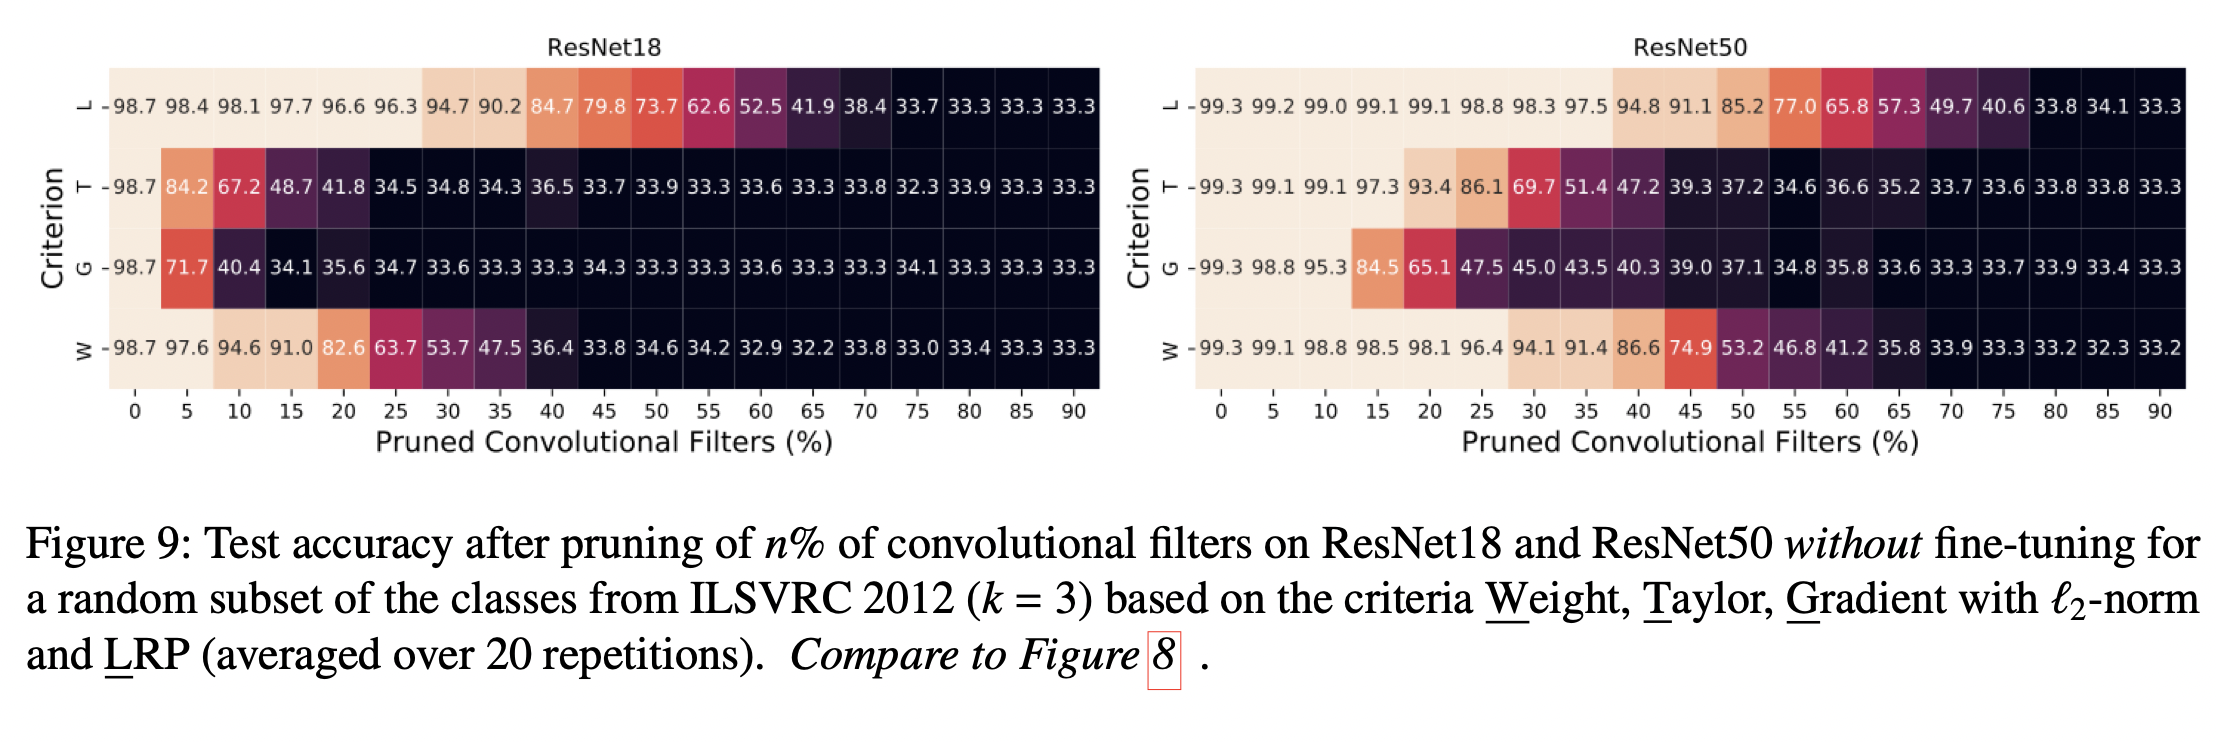 ResNet18
Criterion
L 98.7 98.4 98.1 97.7 96.6 96.3 94.7 90.2 84.7 79.8 73.7 62.6 52.5 41.9 38.4 33.7 33.3 33.3 33.3
T 98.7 84.2 67.2 48.7 41.8 34.5 34.8 34.3 36.5 33.7 33.9 33.3 33.6 33.3 33.8 32.3 33.9 33.3 33.3
G 98.7 71.7 40.4 34.1 35.6 34.7 33.6 33.3 33.3 34.3 33.3 33.3 33.6 33.3 33.3 34.1 33.3 33.3 33.3
W 98.7 97.6 94.6 91.0 82.6 63.7 53.7 47.5 36.4 33.8 34.6 34.2 32.9 32.2 33.8 33.0 33.4 33.3 33.3
0 5 10 15 20 25 30 35 40 45 50 55 60 65 70 75 80 85 90
Pruned Convolutional Filters (%)
ResNet50
Criterion
L 99.3 99.2 99.0 99.1 99.1 98.8 98.3 97.5 94.8 91.1 85.2 77.0 65.8 57.3 49.7 40.6 33.8 34.1 33.3
T 99.3 99.1 99.1 97.3 93.4 86.1 69.7 51.4 47.2 39.3 37.2 34.6 36.6 35.2 33.7 33.6 33.8 33.8 33.3
G 99.3 98.8 95.3 84.5 65.1 47.5 45.0 43.5 40.3 39.0 37.1 34.8 35.8 33.6 33.3 33.7 33.9 33.4 33.3
W 99.3 99.1 98.8 98.5 98.1 96.4 94.1 91.4 86.6 74.9 53.2 46.8 41.2 35.8 33.9 33.3 33.2 32.3 33.2
0 5 10 15 20 25 30 35 40 45 50 55 60 65 70 75 80 85 90
Pruned Convolutional Filters (%)
Figure 9: Test accuracy after pruning of n% of convolutional filters on ResNet18 and ResNet50 without fine-tuning for
a random subset of the classes from ILSVRC 2012 (k = 3) based on the criteria Weight, Taylor, Gradient with ℓ₂-norm
and LRP (averaged over 20 repetitions). Compare to Figure 8 .